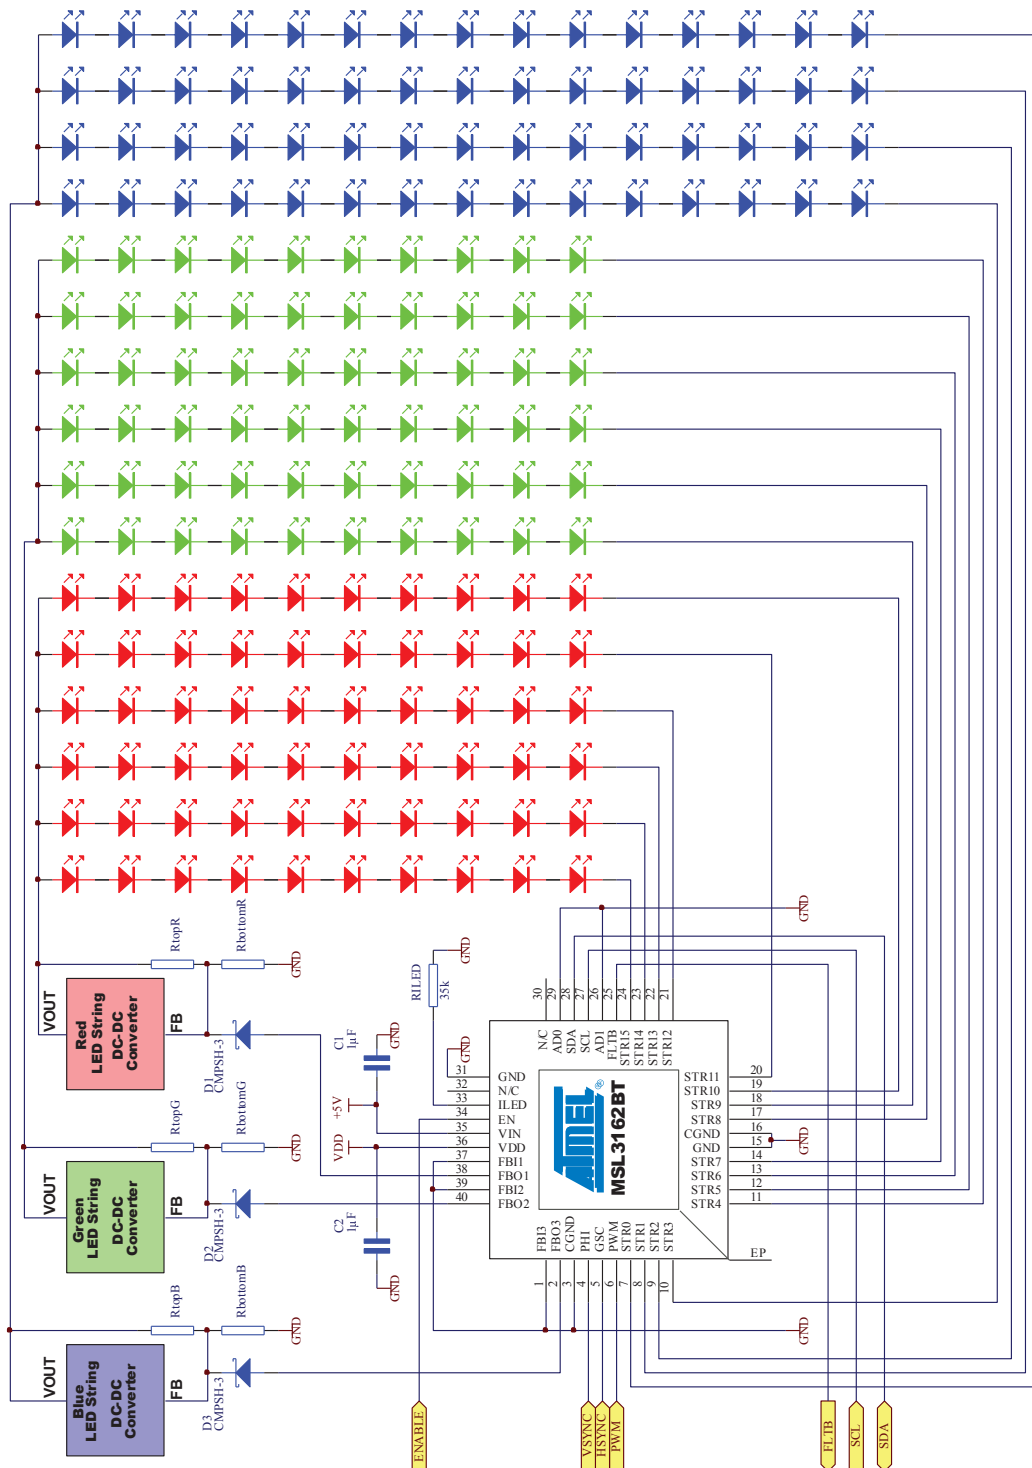 RtopR
RbottomR
GND
VOUT
FB
Red
LED String
DC-DC
Converter
D1
CMPSH-3
RtopG
RbottomG
GND
VOUT
FB
Green
LED String
DC-DC
Converter
D2
CMPSH-3
RtopB
RbottomB
GND
VOUT
FB
Blue
LED String
DC-DC
Converter
D3
CMPSH-3
RILED
35k
GND
C1
1µF
GND
GND
+5V
VDD
C2
1µF
GND
GND
30
29
28
27
26
25
24
23
22
21
N/C
AD0
SDA
SCL
AD1
FLTB
STR15
STR14
STR13
STR12
31 GND
32 N/C
33 ILED
34 EN
35 VIN
36 VDD
37 FBI1
38 FBO1
39 FBI2
40 FBO2
ATMEL
®
MSL3162BT
STR11 20
STR10 19
STR9 18
STR8 17
CGND 16
GND 15
STR7 14
STR6 13
STR5 12
STR4 11
GND
FBI3
FBO3
CGND
PHI
GSC
PWM
STR0
STR1
STR2
STR3
1
2
3
4
5
6
7
8
9
10
EP
GND
ENABLE
VSYNC
HSYNC
PWM
FLTB
SCL
SDA